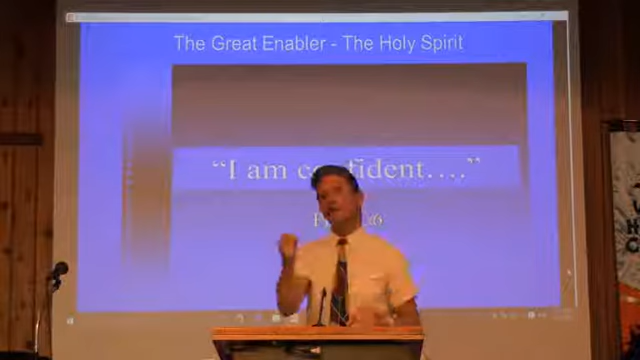 The Great Enabler - The Holy Spirit
“I am confident….”